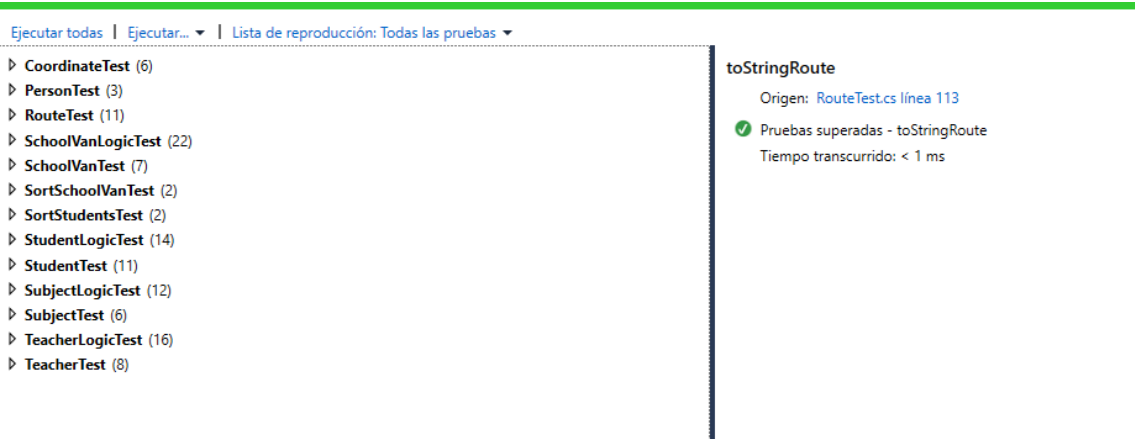 Ejecutar todas | Ejecutar... | Lista de reproducción: Todas las pruebas
CoordinateTest (6)
PersonTest (3)
RouteTest (11)
SchoolVanLogicTest (22)
SchoolVanTest (7)
SortSchoolVanTest (2)
SortStudentsTest (2)
StudentLogicTest (14)
StudentTest (11)
SubjectLogicTest (12)
SubjectTest (6)
TeacherLogicTest (16)
TeacherTest (8)
toStringRoute
Origen: RouteTest.cs línea 113
Pruebas superadas - toStringRoute
Tiempo transcurrido: < 1 ms